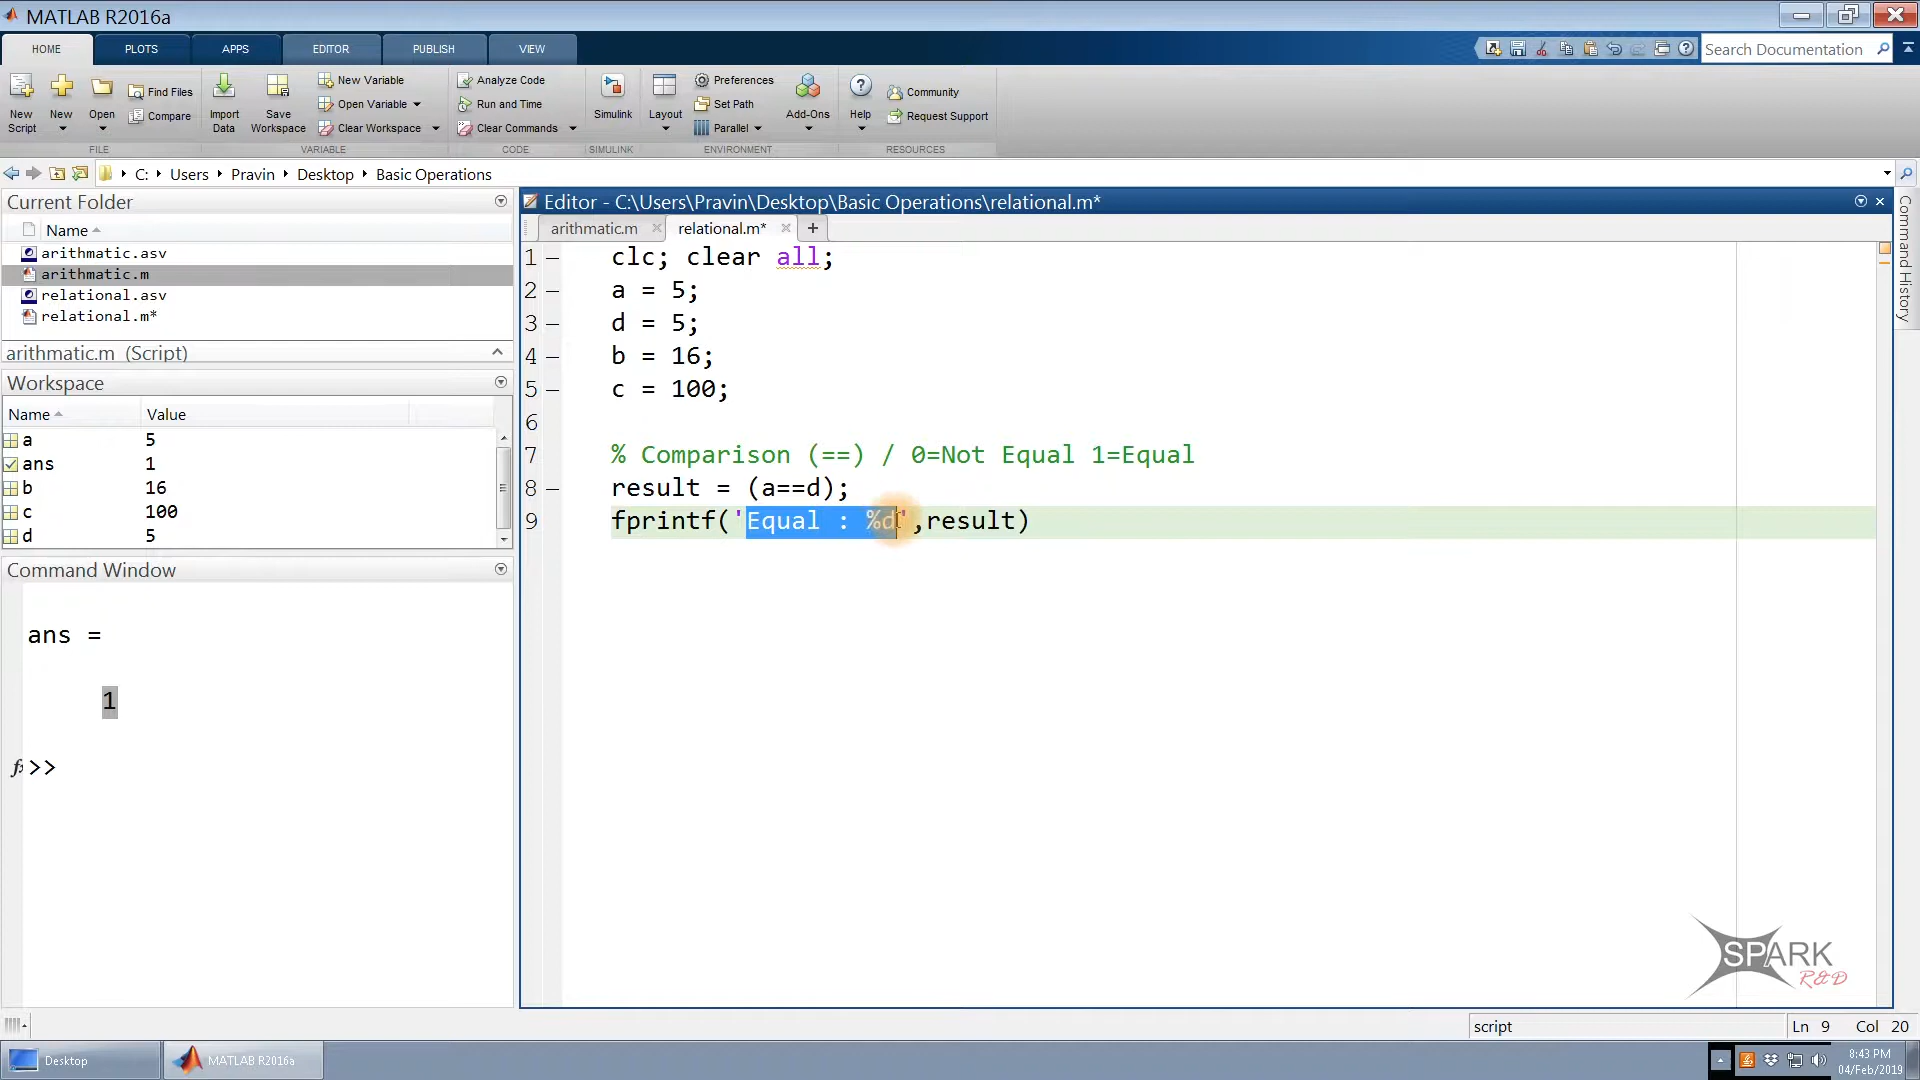 MATLAB R2016a
HOME PLOTS APPS EDITOR PUBLISH VIEW
Search Documentation
New Script
New
Open
Find Files
Compare
Import Data
Save Workspace
New Variable
Open Variable
Clear Workspace
Analyze Code
Run and Time
Clear Commands
Simulink
Layout
Preferences
Set Path
Parallel
Add-Ons
Help
Community
Request Support
FILE VARIABLE CODE SIMULINK ENVIRONMENT RESOURCES
C: Users Pravin Desktop Basic Operations
Current Folder
Name
arithmatic.asv
arithmatic.m
relational.asv
relational.m*
arithmatic.m (Script)
Workspace
Name Value
a 5
ans 1
b 16
c 100
d 5
Command Window
ans =
1
fx >>
Editor - C:\Users\Pravin\Desktop\Basic Operations\relational.m*
arithmatic.m relational.m* +
1 clc; clear all;
2 a = 5;
3 d = 5;
4 b = 16;
5 c = 100;
6
7 % Comparison (==) / 0=Not Equal 1=Equal
8 result = (a==d);
9 fprintf('Equal : %d',result)
Command History
SPARK
R&D
script Ln 9 Col 20
Desktop MATLAB R2016a
8:43 PM
04/Feb/2019